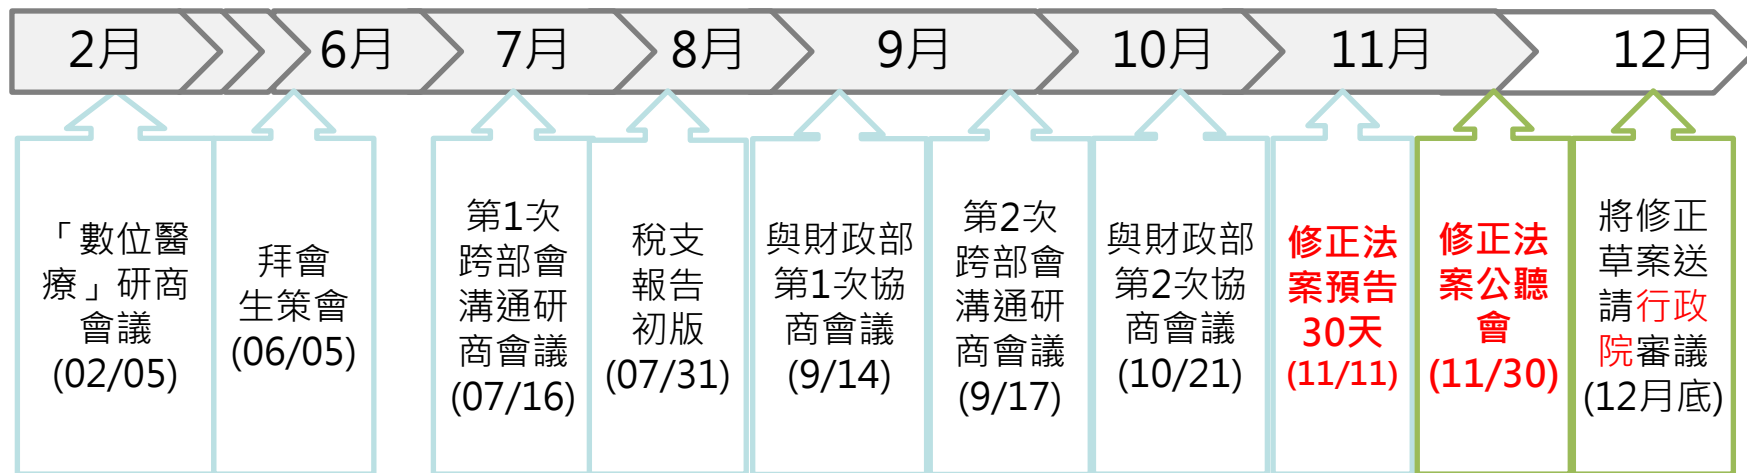 2月
6月
7月
8月
9月
10月
11月
12月
「數位醫
療」研商
會議
(02/05)
拜會
生策會
(06/05)
第1次
跨部會
溝通研
商會議
(07/16)
稅支
報告
初版
(07/31)
與財政部
第1次協
商會議
(9/14)
第2次
跨部會
溝通研
商會議
(9/17)
與財政部
第2次協
商會議
(10/21)
修正法
案預告
30天
(11/11)
修正法
案公聽
會
(11/30)
將修正
草案送
請行政
院審議
(12月底)